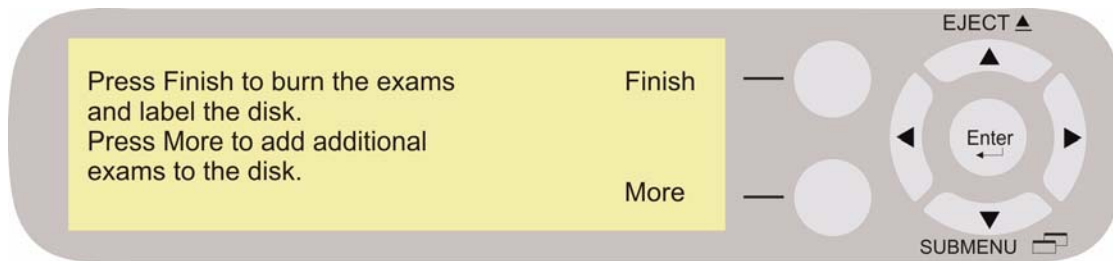 Press Finish to burn the exams
and label the disk.
Press More to add additional
exams to the disk.
Finish
More
EJECT
Enter
SUBMENU